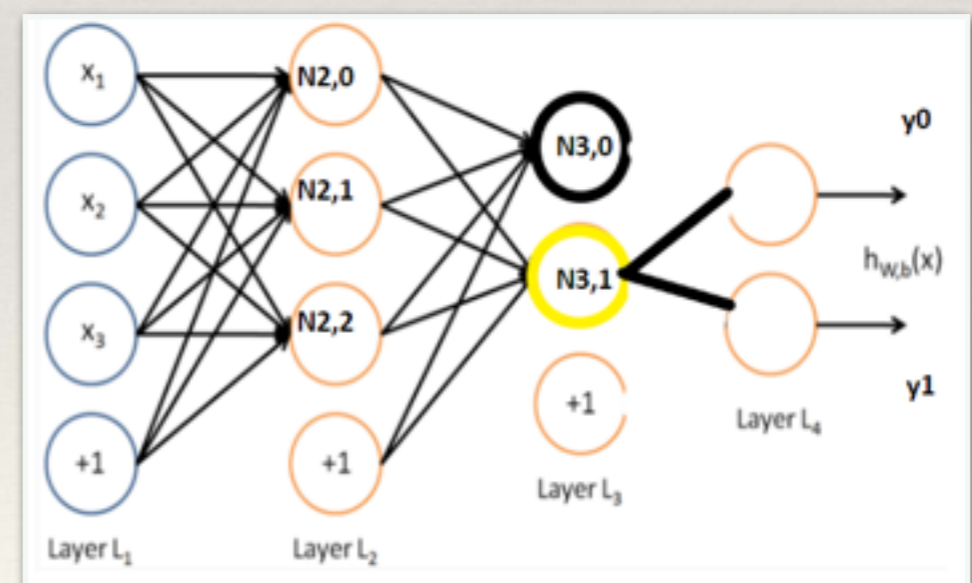 x₁
x₂
x₃
+1
Layer L₁
N2,0
N2,1
N2,2
+1
Layer L₂
N3,0
N3,1
+1
Layer L₃
Layer L₄
y0
hW,b(x)
y1